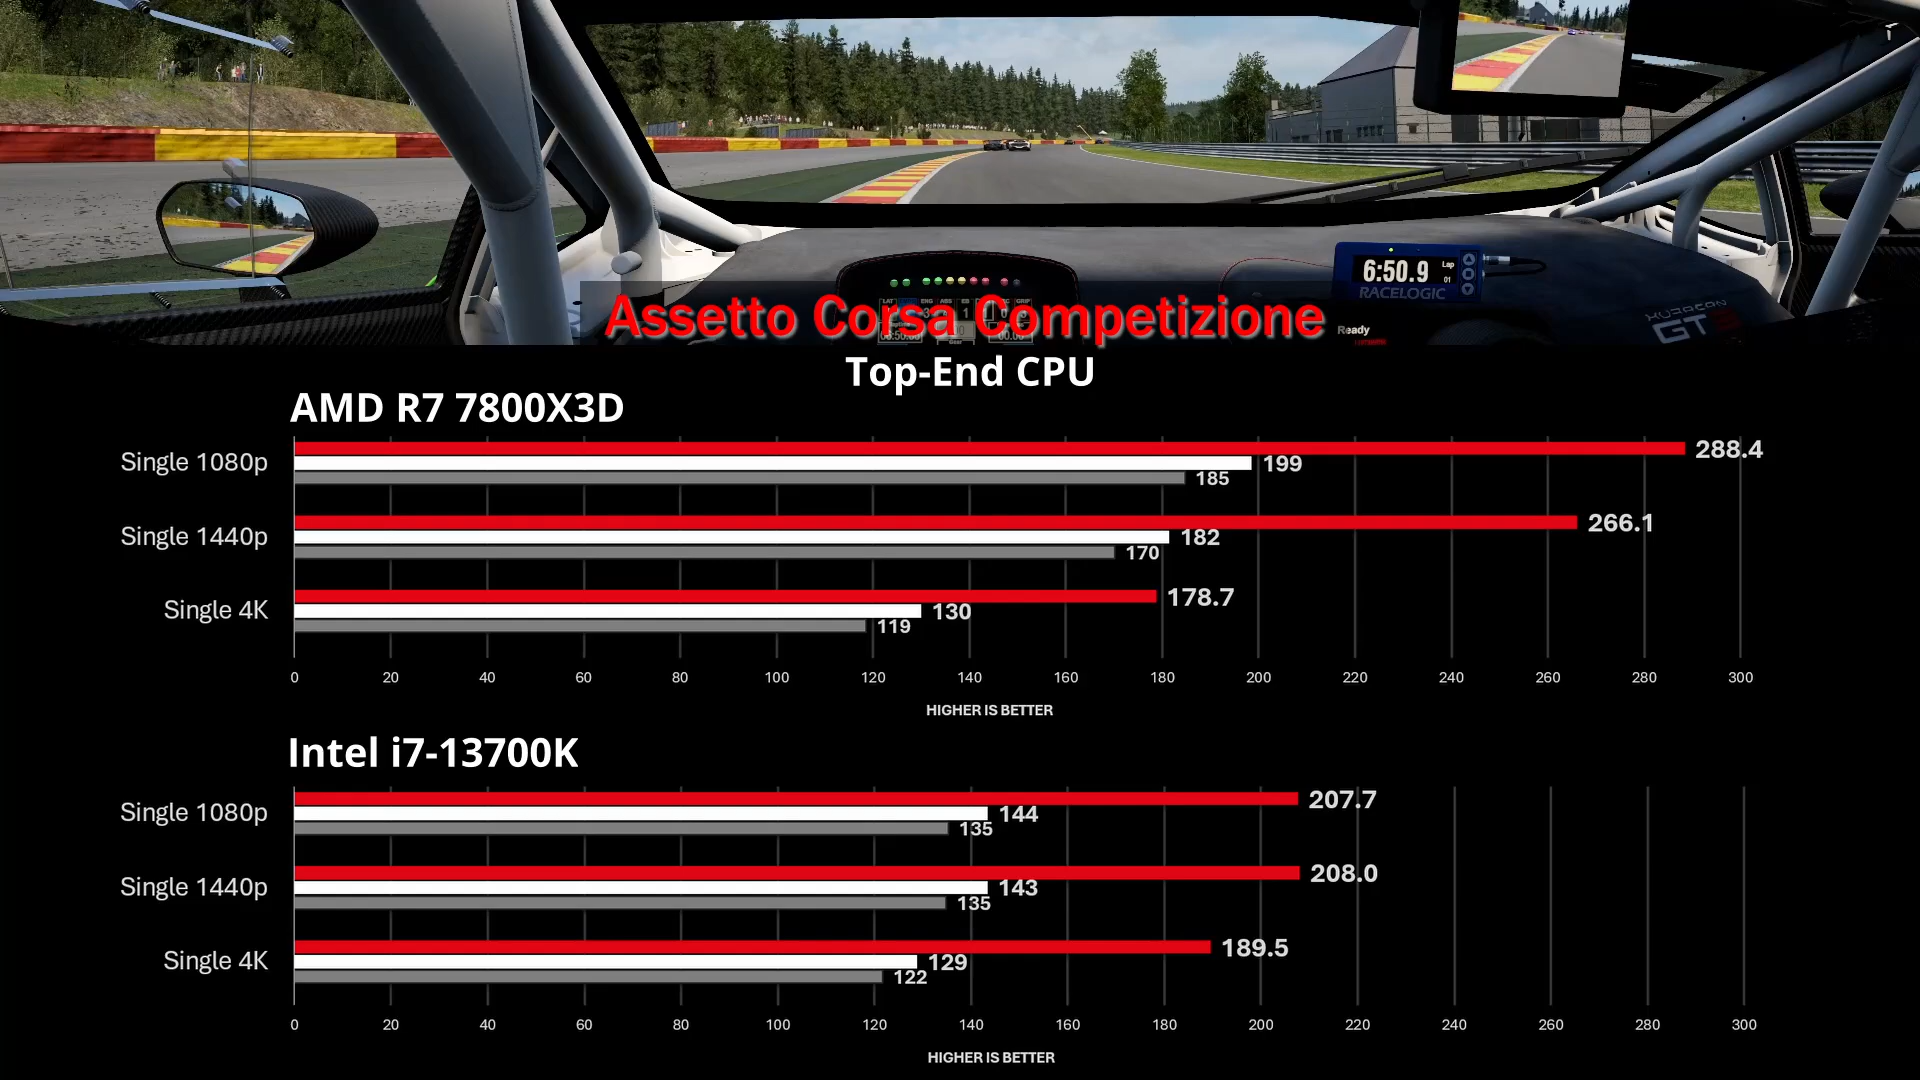 6:50.9
Lap
01
RACELOGIC
HURACAN
GT3
Ready
Assetto Corsa Competizione
Top-End CPU
AMD R7 7800X3D
Single 1080p
288.4
199
185
Single 1440p
266.1
182
170
Single 4K
178.7
130
119
0 20 40 60 80 100 120 140 160 180 200 220 240 260 280 300
HIGHER IS BETTER
Intel i7-13700K
Single 1080p
207.7
144
135
Single 1440p
208.0
143
135
Single 4K
189.5
129
122
0 20 40 60 80 100 120 140 160 180 200 220 240 260 280 300
HIGHER IS BETTER